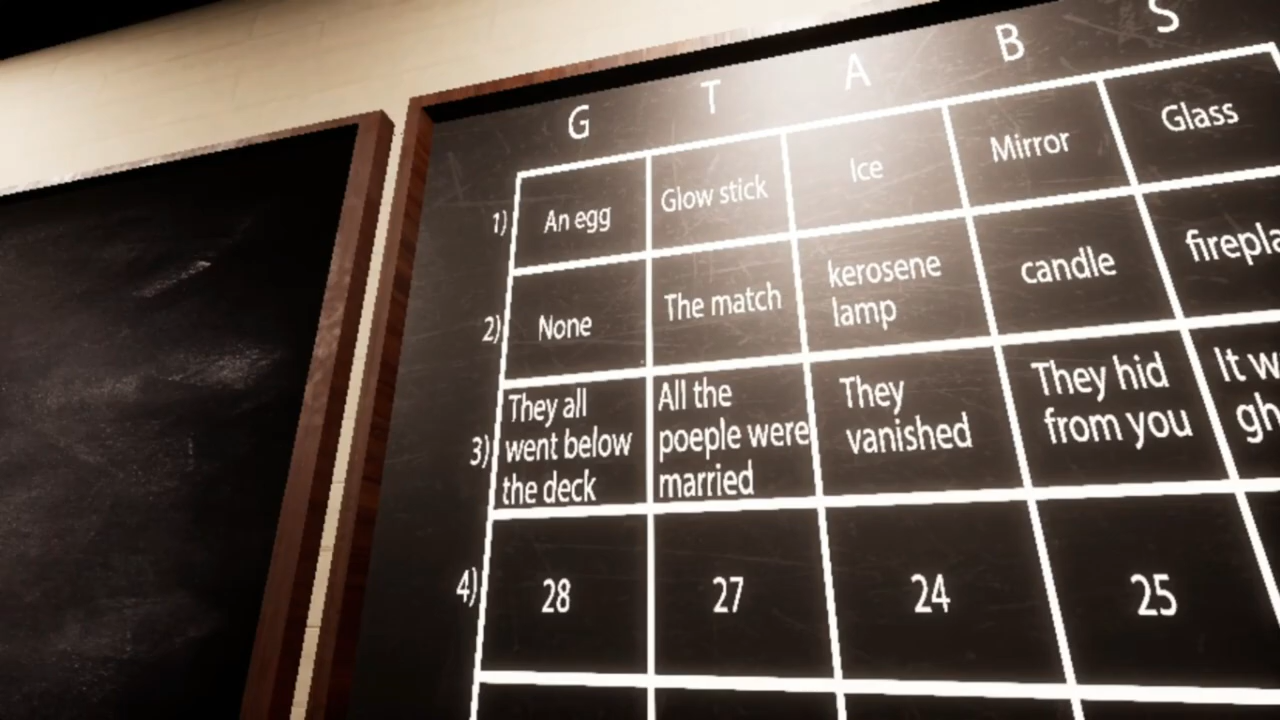 G T A B S
1) An egg Glow stick Ice Mirror Glass
2) None The match kerosene lamp candle
3) They all went below the deck All the poeple were married They vanished They hid from you It
4) 28 27 24 25